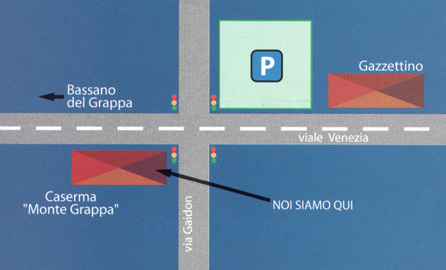 P
Gazzettino
Bassano
del Grappa
viale Venezia
Caserma
"Monte Grappa"
via Gaidon
NOI SIAMO QUI